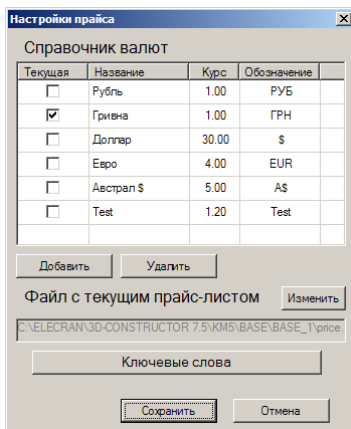 Настройки прайса
Справочник валют
Текущая Название Курс Обозначение
Рубль 1.00 РУБ
Гривна 1.00 ГРН
Доллар 30.00 $
Евро 4.00 EUR
Австрал $ 5.00 A$
Test 1.20 Test
Добавить Удалить
Файл с текущим прайс-листом Изменить
C:\ELECRAN\3D-CONSTRUCTOR 7.5\KM5\BASE\BASE_1\price.
Ключевые слова
Сохранить Отмена